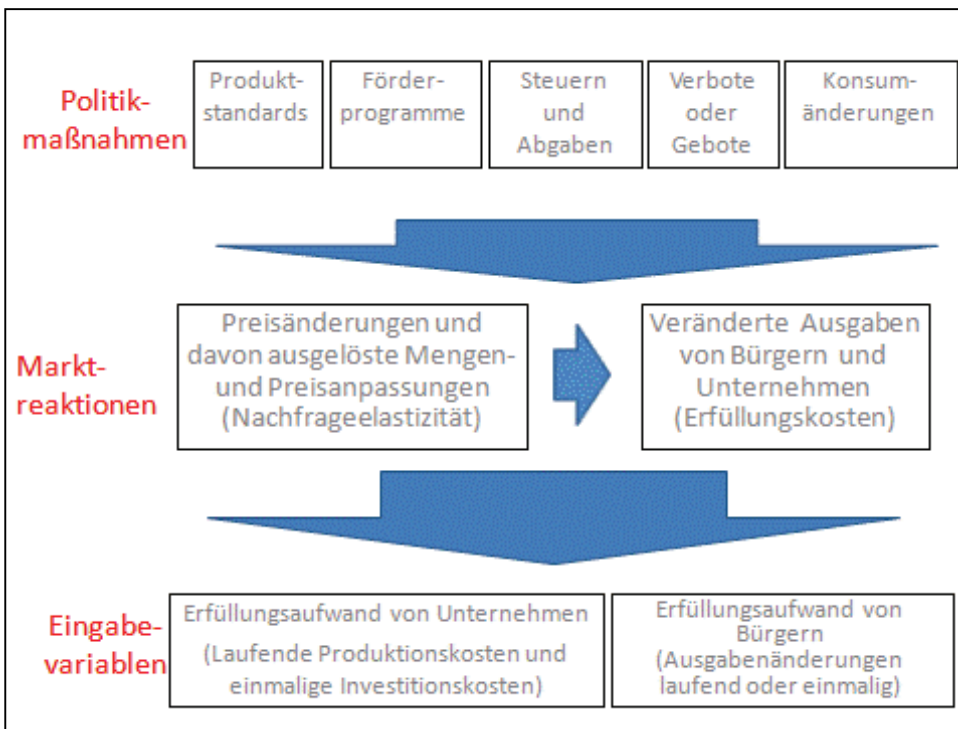 Politik-
maßnahmen
Produkt-
standards
Förder-
programme
Steuern
und
Abgaben
Verbote
oder
Gebote
Konsum-
änderungen
Markt-
reaktionen
Preisänderungen und
davon ausgelöste Mengen-
und Preisanpassungen
(Nachfrageelastizität)
Veränderte Ausgaben
von Bürgern und
Unternehmen
(Erfüllungskosten)
Eingabe-
variablen
Erfüllungsaufwand von Unternehmen
(Laufende Produktionskosten und
einmalige Investitionskosten)
Erfüllungsaufwand von
Bürgern
(Ausgabenänderungen
laufend oder einmalig)